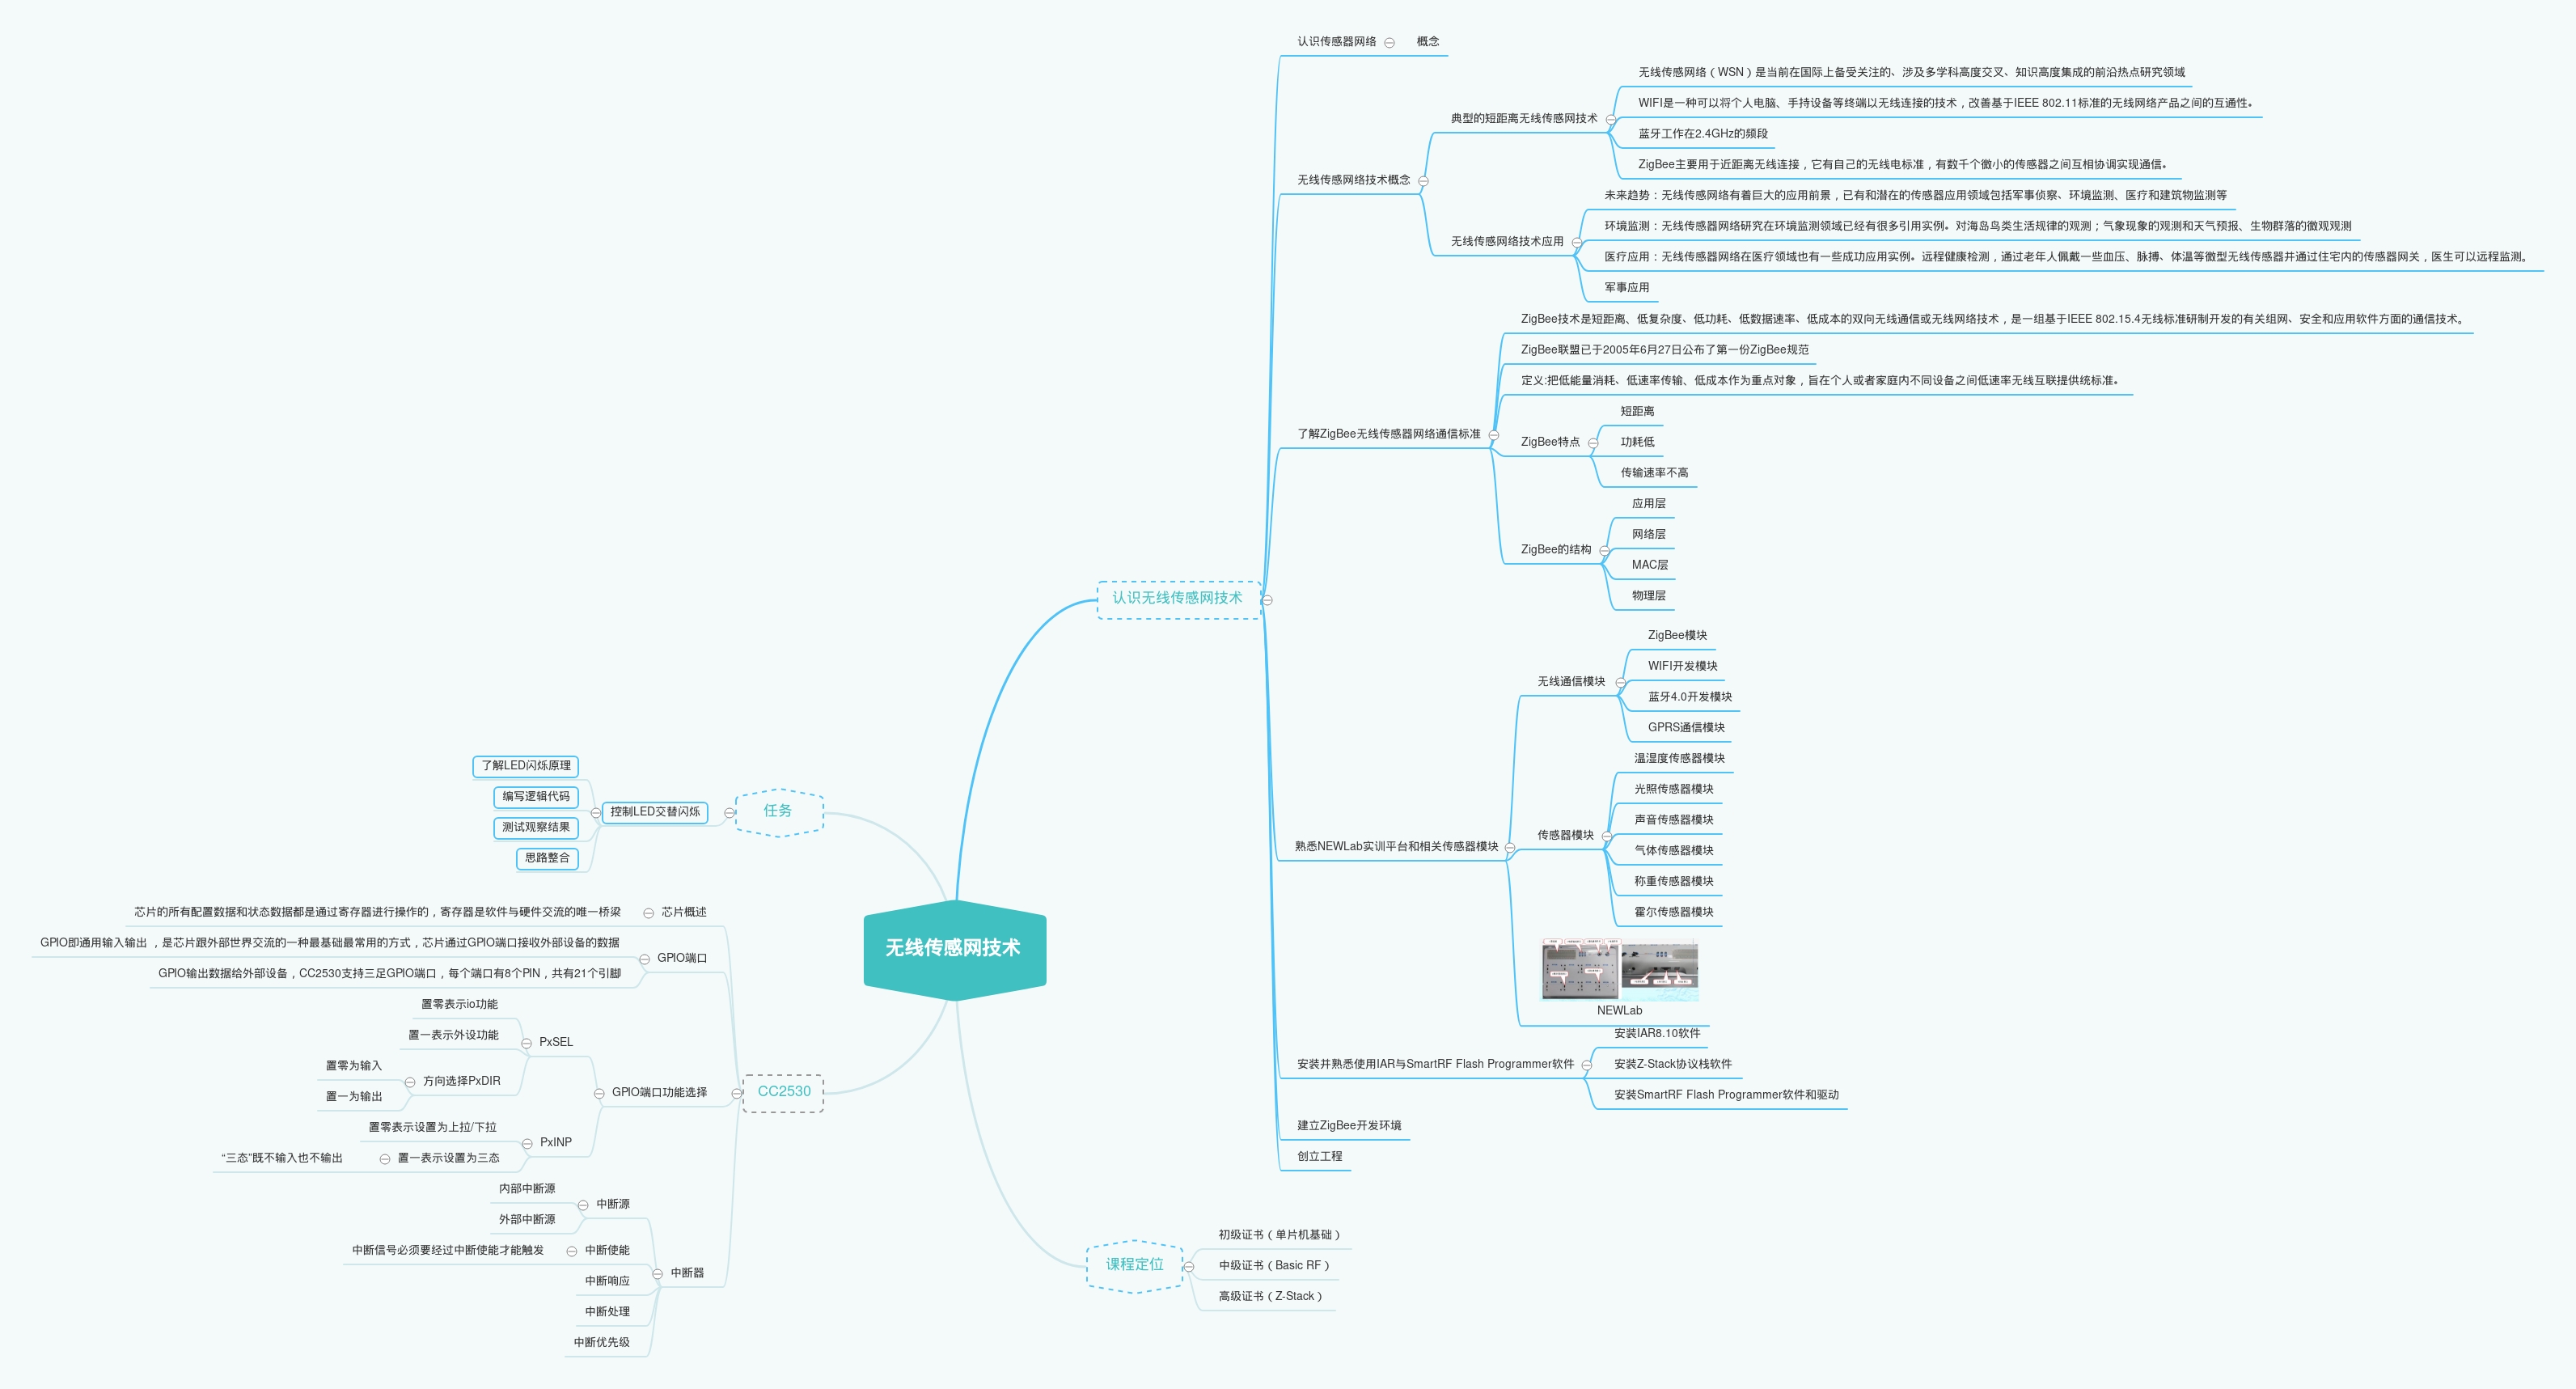 无线传感网技术
认识无线传感网技术
认识传感器网络
概念
无线传感网络技术概念
典型的短距离无线传感网技术
无线传感网络（WSN）是当前在国际上备受关注的、涉及多学科高度交叉、知识高度集成的前沿热点研究领域
WIFI是一种可以将个人电脑、手持设备等终端以无线连接的技术，改善基于IEEE 802.11标准的无线网络产品之间的互通性。
蓝牙工作在2.4GHz的频段
ZigBee主要用于近距离无线连接，它有自己的无线电标准，有数千个微小的传感器之间互相协调实现通信。
无线传感网络技术应用
未来趋势：无线传感网络有着巨大的应用前景，已有和潜在的传感器应用领域包括军事侦察、环境监测、医疗和建筑物监测等
环境监测：无线传感器网络研究在环境监测领域已经有很多引用实例。对海岛鸟类生活规律的观测；气象现象的观测和天气预报、生物群落的微观观测
医疗应用：无线传感器网络在医疗领域也有一些成功应用实例。远程健康检测，通过老年人佩戴一些血压、脉搏、体温等微型无线传感器并通过住宅内的传感器网关，医生可以远程监测。
军事应用
了解ZigBee无线传感器网络通信标准
ZigBee技术是短距离、低复杂度、低功耗、低数据速率、低成本的双向无线通信或无线网络技术，是一组基于IEEE 802.15.4无线标准研制开发的有关组网、安全和应用软件方面的通信技术。
ZigBee联盟已于2005年6月27日公布了第一份ZigBee规范
定义:把低能量消耗、低速率传输、低成本作为重点对象，旨在个人或者家庭内不同设备之间低速率无线互联提供统标准。
ZigBee特点
短距离
功耗低
传输速率不高
ZigBee的结构
应用层
网络层
MAC层
物理层
熟悉NEWLab实训平台和相关传感器模块
无线通信模块
ZigBee模块
WIFI开发模块
蓝牙4.0开发模块
GPRS通信模块
传感器模块
温湿度传感器模块
光照传感器模块
声音传感器模块
气体传感器模块
称重传感器模块
霍尔传感器模块
NEWLab
安装并熟悉使用IAR与SmartRF Flash Programmer软件
安装IAR8.10软件
安装Z-Stack协议栈软件
安装SmartRF Flash Programmer软件和驱动
建立ZigBee开发环境
创立工程
课程定位
初级证书（单片机基础）
中级证书（Basic RF）
高级证书（Z-Stack）
任务
控制LED交替闪烁
了解LED闪烁原理
编写逻辑代码
测试观察结果
思路整合
CC2530
芯片概述
芯片的所有配置数据和状态数据都是通过寄存器进行操作的，寄存器是软件与硬件交流的唯一桥梁
GPIO端口
GPIO即通用输入输出 ，是芯片跟外部世界交流的一种最基础最常用的方式，芯片通过GPIO端口接收外部设备的数据
GPIO输出数据给外部设备，CC2530支持三足GPIO端口，每个端口有8个PIN，共有21个引脚
GPIO端口功能选择
PxSEL
置零表示io功能
置一表示外设功能
方向选择PxDIR
置零为输入
置一为输出
PxINP
置零表示设置为上拉/下拉
置一表示设置为三态
“三态”既不输入也不输出
中断器
中断源
内部中断源
外部中断源
中断使能
中断信号必须要经过中断使能才能触发
中断响应
中断处理
中断优先级